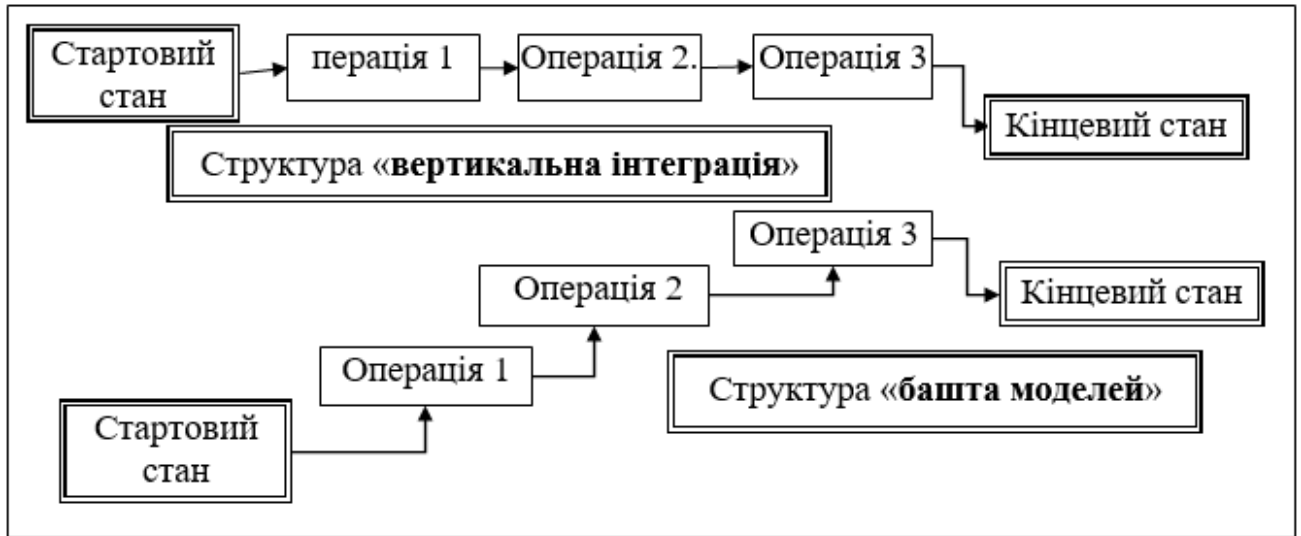 Стартовий
стан
перація 1
Операція 2.
Операція 3
Кінцевий стан
Структура «вертикальна інтеграція»
Операція 3
Операція 2
Кінцевий стан
Операція 1
Структура «башта моделей»
Стартовий
стан